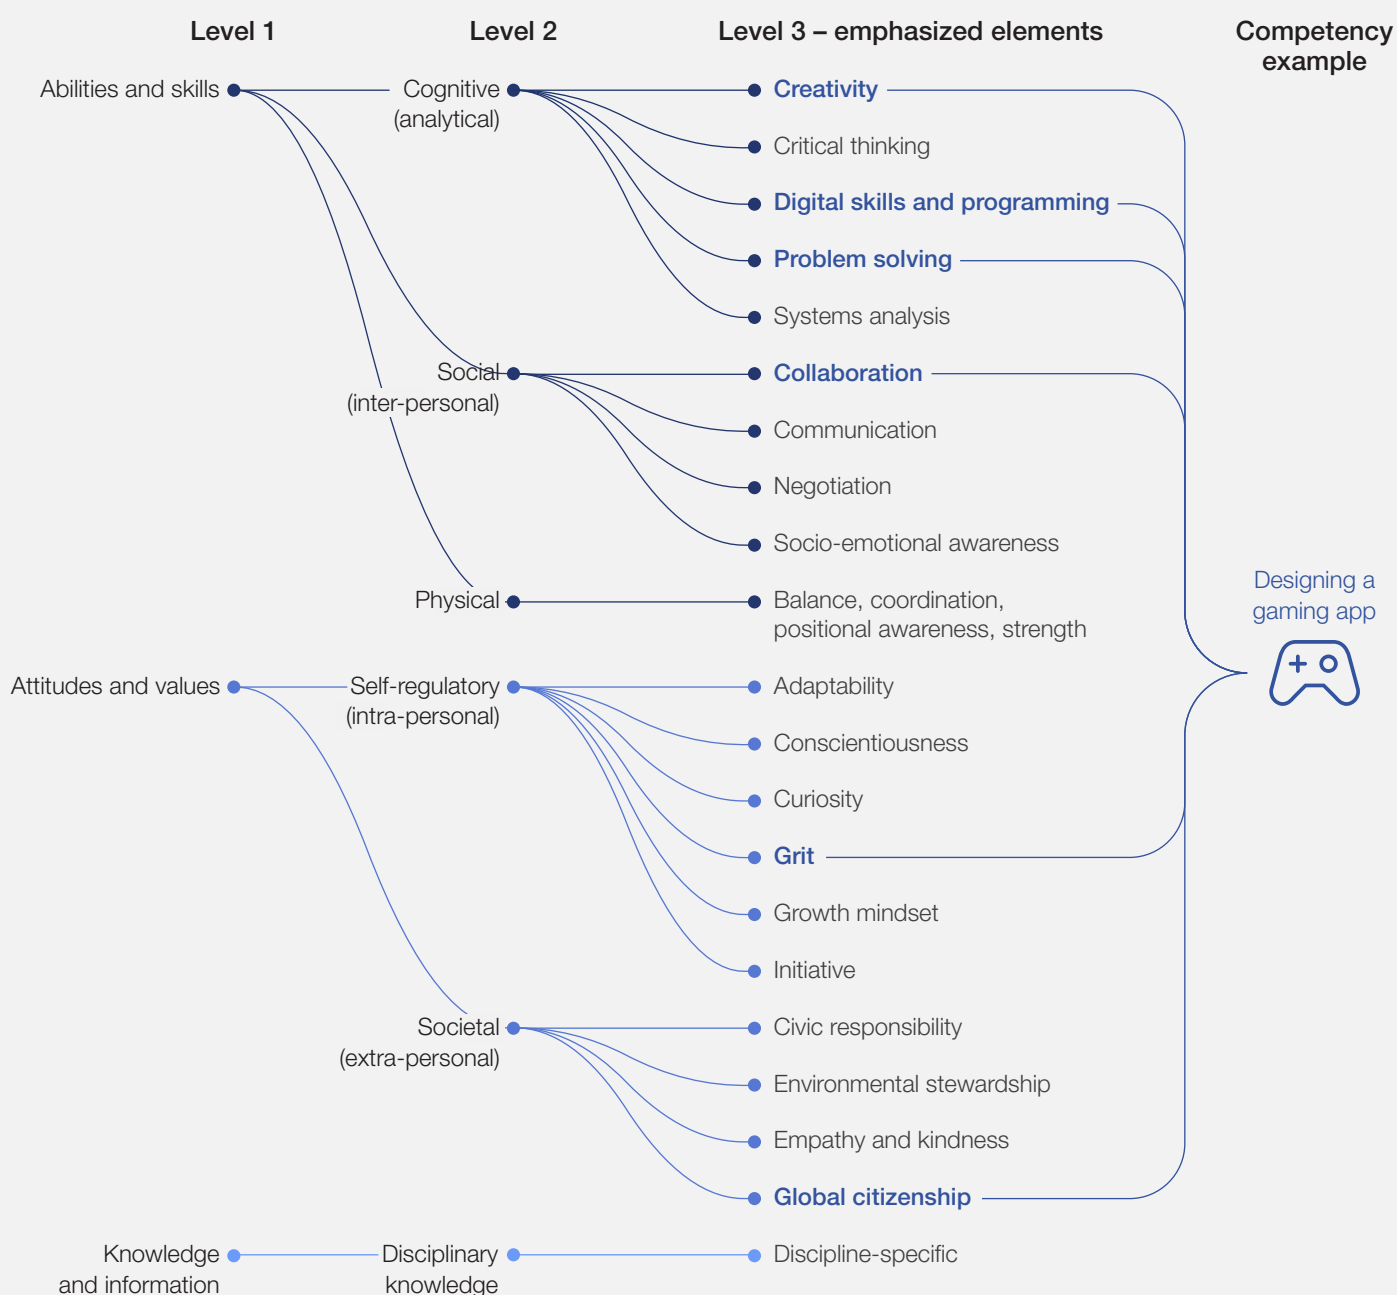 Level 1
Level 2
Level 3 – emphasized elements
Competency
example
Abilities and skills
Cognitive
(analytical)
Creativity
Critical thinking
Digital skills and programming
Problem solving
Systems analysis
Social
(inter-personal)
Collaboration
Communication
Negotiation
Socio-emotional awareness
Physical
Balance, coordination,
positional awareness, strength
Designing a
gaming app
Attitudes and values
Self-regulatory
(intra-personal)
Adaptability
Conscientiousness
Curiosity
Grit
Growth mindset
Initiative
Societal
(extra-personal)
Civic responsibility
Environmental stewardship
Empathy and kindness
Global citizenship
Knowledge
and information
Disciplinary
knowledge
Discipline-specific